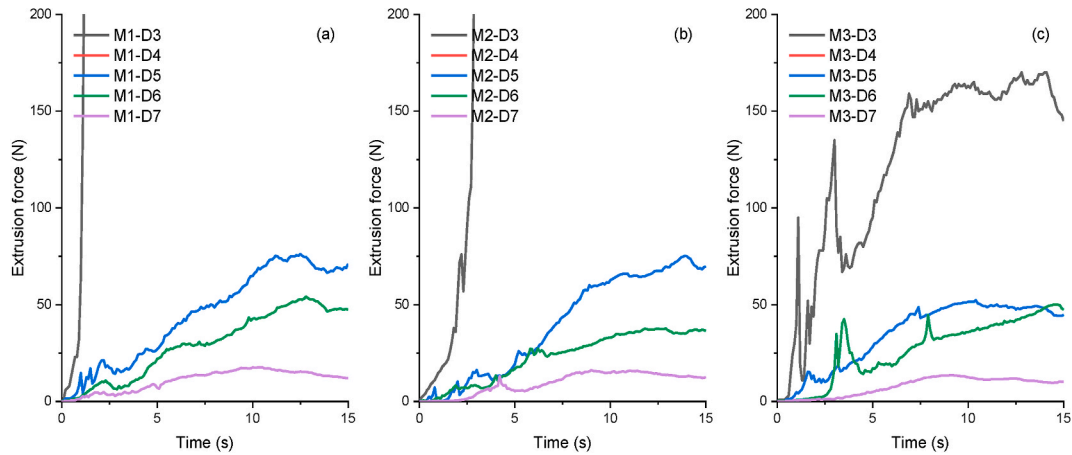 200
150
100
50
0
Extrusion force (N)
M1-D3
M1-D4
M1-D5
M1-D6
M1-D7
(a)
0
5
10
15
Time (s)
200
150
100
50
0
Extrusion force (N)
M2-D3
M2-D4
M2-D5
M2-D6
M2-D7
(b)
0
5
10
15
Time (s)
200
150
100
50
0
Extrusion force (N)
M3-D3
M3-D4
M3-D5
M3-D6
M3-D7
(c)
0
5
10
15
Time (s)